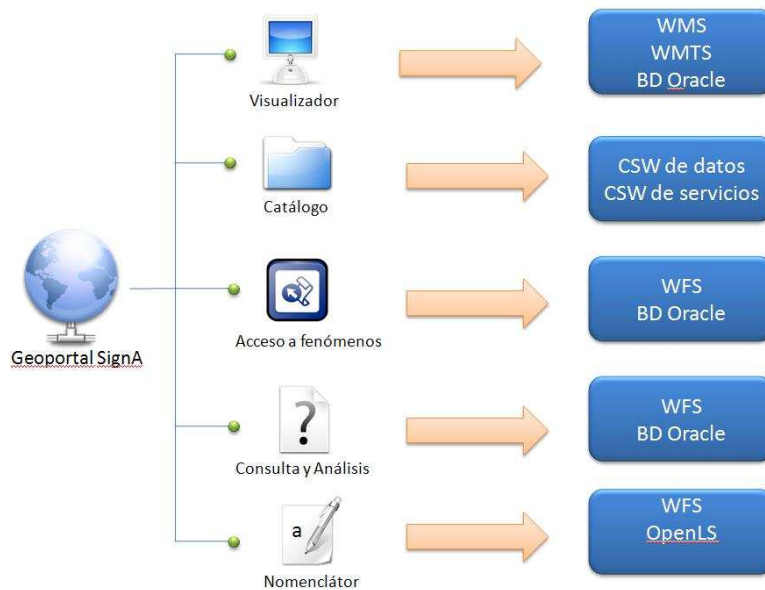 WMS
WMTS
BD Oracle
Visualizador
CSW de datos
CSW de servicios
Catálogo
WFS
BD Oracle
Acceso a fenómenos
Geoportal SignA
WFS
BD Oracle
?
Consulta y Análisis
WFS
OpenLS
a
Nomenclátor